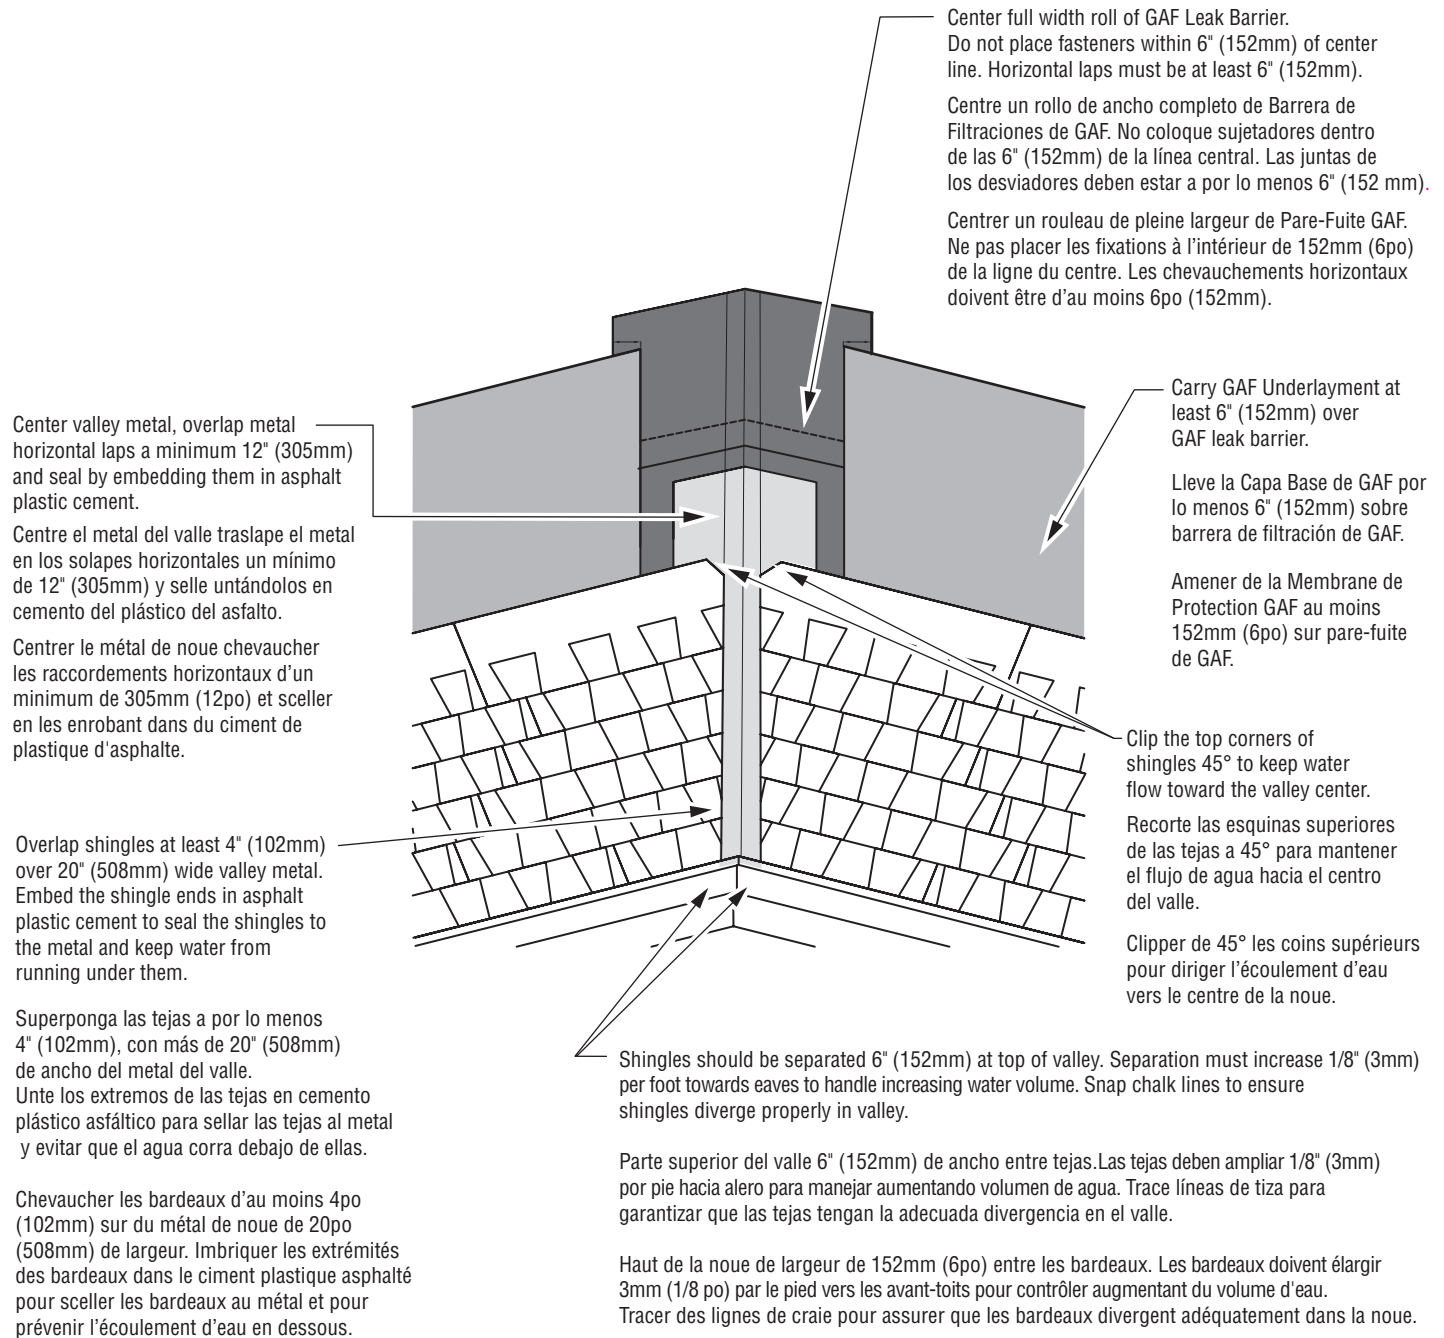 Center full width roll of GAF Leak Barrier.
Do not place fasteners within 6" (152mm) of center
line. Horizontal laps must be at least 6" (152mm).
Centre un rollo de ancho completo de Barrera de
Filtraciones de GAF. No coloque sujetadores dentro
de las 6" (152mm) de la línea central. Las juntas de
los desviadores deben estar a por lo menos 6" (152 mm).
Centrer un rouleau de pleine largeur de Pare-Fuite GAF.
Ne pas placer les fixations à l’intérieur de 152mm (6po)
de la ligne du centre. Les chevauchements horizontaux
doivent être d’au moins 6po (152mm).
Carry GAF Underlayment at
least 6" (152mm) over
GAF leak barrier.
Lleve la Capa Base de GAF por
lo menos 6" (152mm) sobre
barrera de filtración de GAF.
Amener de la Membrane de
Protection GAF au moins
152mm (6po) sur pare-fuite
de GAF.
Center valley metal, overlap metal
horizontal laps a minimum 12" (305mm)
and seal by embedding them in asphalt
plastic cement.
Centre el metal del valle traslape el metal
en los solapes horizontales un mínimo
de 12" (305mm) y selle untándolos en
cemento del plástico del asfalto.
Centrer le métal de noue chevaucher
les raccordements horizontaux d’un
minimum de 305mm (12po) et sceller
en les enrobant dans du ciment de
plastique d'asphalte.
Clip the top corners of
shingles 45° to keep water
flow toward the valley center.
Recorte las esquinas superiores
de las tejas a 45° para mantener
el flujo de agua hacia el centro
del valle.
Clipper de 45° les coins supérieurs
pour diriger l’écoulement d’eau
vers le centre de la noue.
Overlap shingles at least 4" (102mm)
over 20" (508mm) wide valley metal.
Embed the shingle ends in asphalt
plastic cement to seal the shingles to
the metal and keep water from
running under them.
Superponga las tejas a por lo menos
4" (102mm), con más de 20" (508mm)
de ancho del metal del valle.
Unte los extremos de las tejas en cemento
plástico asfáltico para sellar las tejas al metal
y evitar que el agua corra debajo de ellas.
Chevaucher les bardeaux d’au moins 4po
(102mm) sur du métal de noue de 20po
(508mm) de largeur. Imbriquer les extrémités
des bardeaux dans le ciment plastique asphalté
pour sceller les bardeaux au métal et pour
prévenir l’écoulement d’eau en dessous.
Shingles should be separated 6" (152mm) at top of valley. Separation must increase 1/8" (3mm)
per foot towards eaves to handle increasing water volume. Snap chalk lines to ensure
shingles diverge properly in valley.
Parte superior del valle 6" (152mm) de ancho entre tejas.Las tejas deben ampliar 1/8" (3mm)
por pie hacia alero para manejar aumentando volumen de agua. Trace líneas de tiza para
garantizar que las tejas tengan la adecuada divergencia en el valle.
Haut de la noue de largeur de 152mm (6po) entre les bardeaux. Les bardeaux doivent élargir
3mm (1/8 po) par le pied vers les avant-toits pour contrôler augmentant du volume d'eau.
Tracer des lignes de craie pour assurer que les bardeaux divergent adéquatement dans la noue.